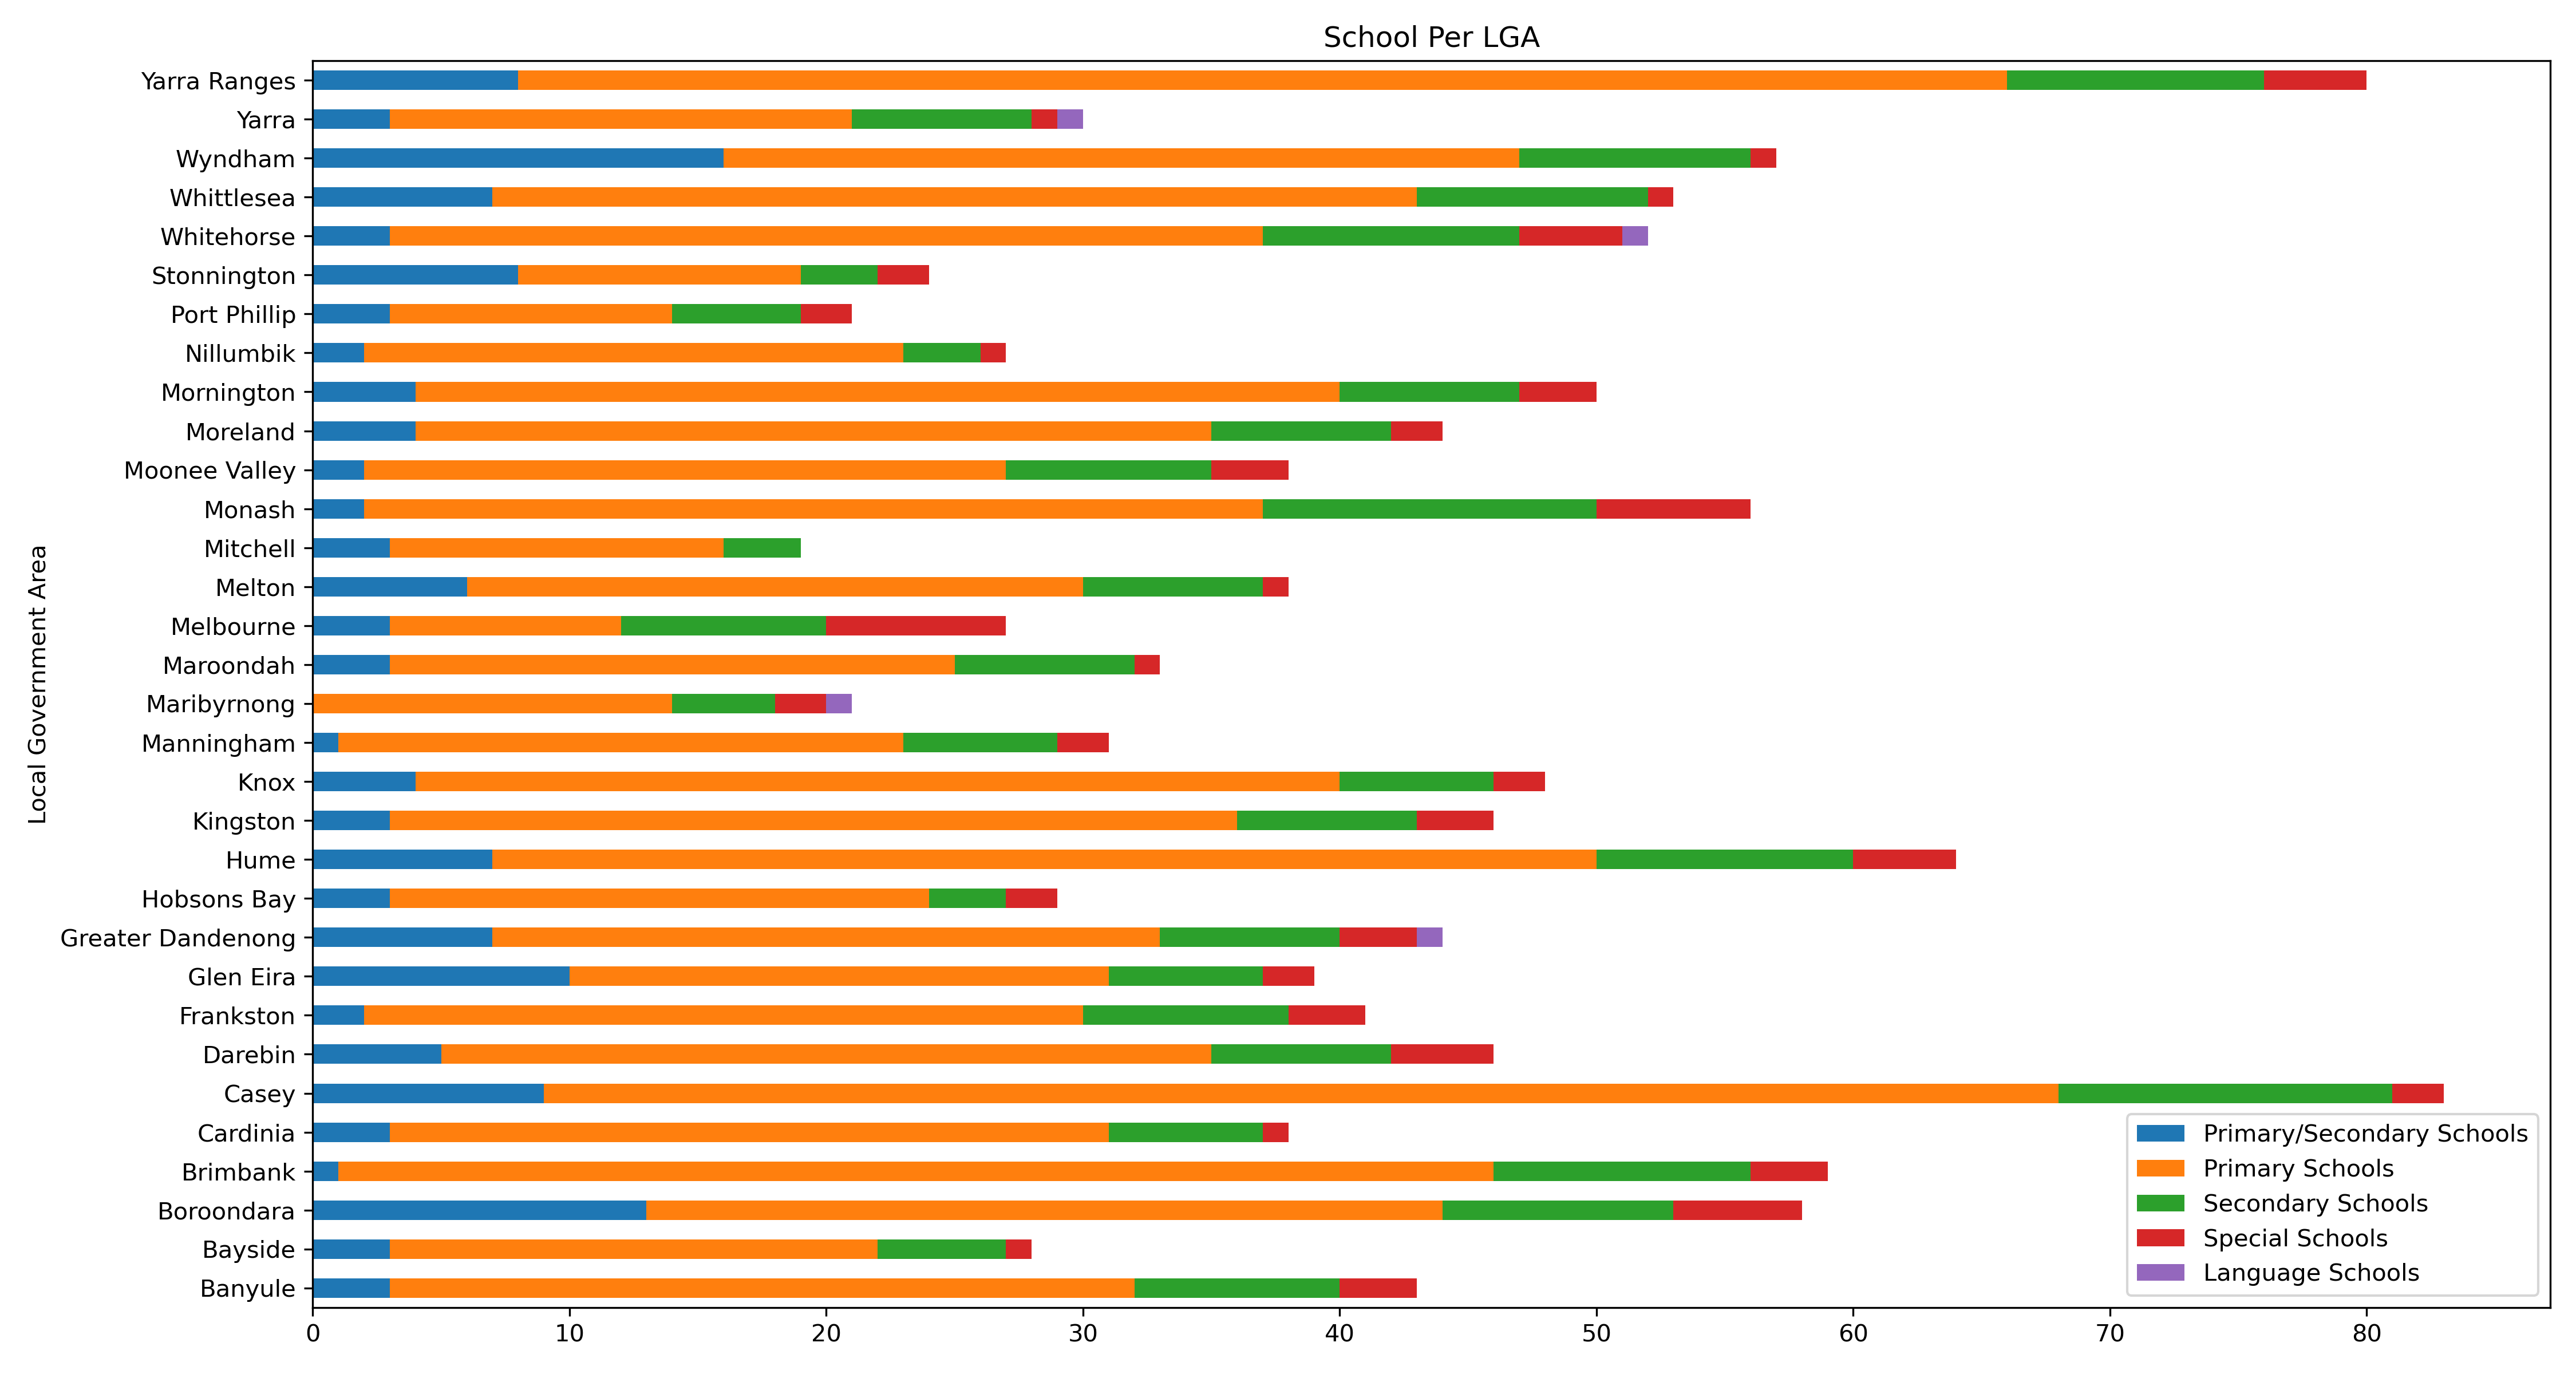 School Per LGA
Local Government Area
Yarra Ranges
Yarra
Wyndham
Whittlesea
Whitehorse
Stonnington
Port Phillip
Nillumbik
Mornington
Moreland
Moonee Valley
Monash
Mitchell
Melton
Melbourne
Maroondah
Maribyrnong
Manningham
Knox
Kingston
Hume
Hobsons Bay
Greater Dandenong
Glen Eira
Frankston
Darebin
Casey
Cardinia
Brimbank
Boroondara
Bayside
Banyule
0 10 20 30 40 50 60 70 80
Primary/Secondary Schools
Primary Schools
Secondary Schools
Special Schools
Language Schools